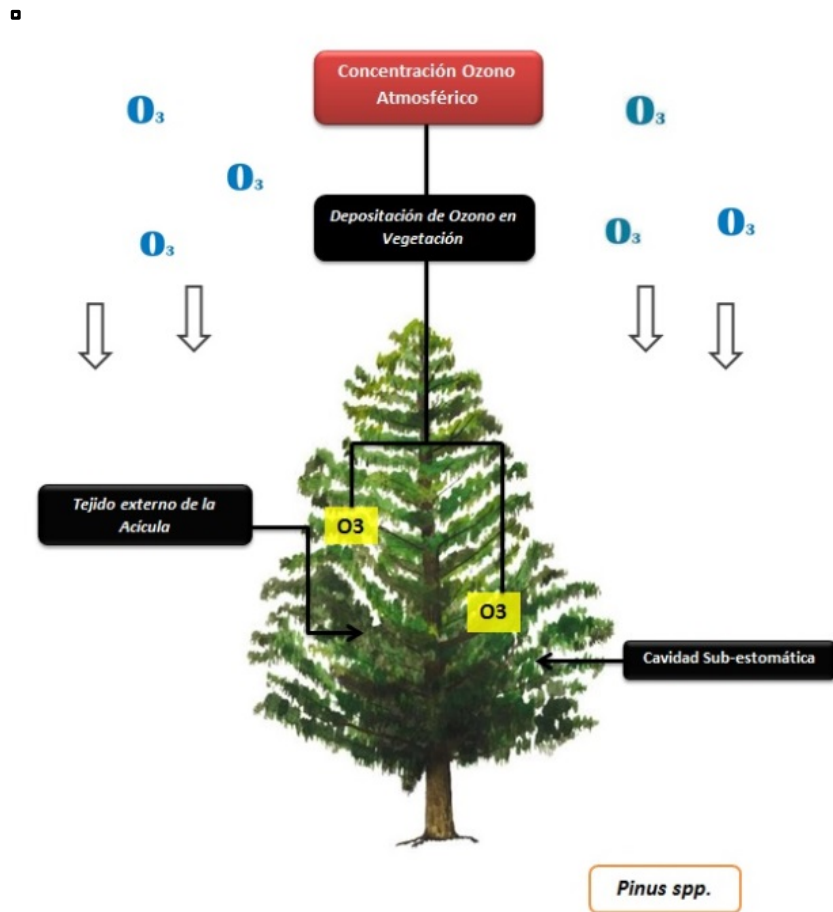 Concentración Ozono
Atmosférico
O₃
O₃
O₃
O₃
O₃
O₃
Depositación de Ozono en
Vegetación
Tejido externo de la
Acícula
O3
O3
Cavidad Sub-estomática
Pinus spp.